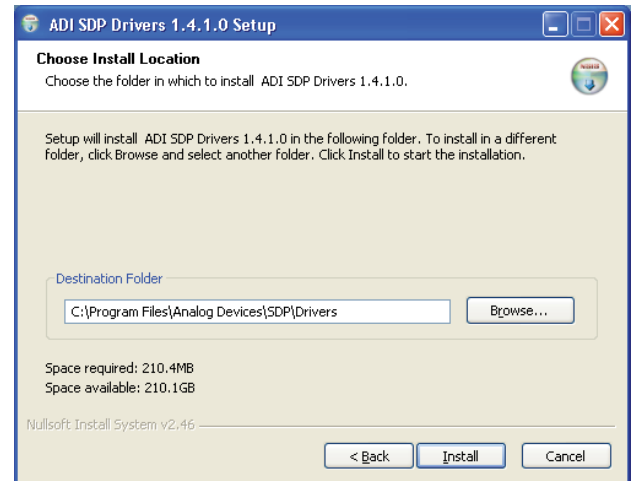 ADI SDP Drivers 1.4.1.0 Setup
Choose Install Location
Choose the folder in which to install ADI SDP Drivers 1.4.1.0.
Setup will install ADI SDP Drivers 1.4.1.0 in the following folder. To install in a different
folder, click Browse and select another folder. Click Install to start the installation.
Destination Folder
C:\Program Files\Analog Devices\SDP\Drivers
Browse...
Space required: 210.4MB
Space available: 210.1GB
Nullsoft Install System v2.46
< Back
Install
Cancel